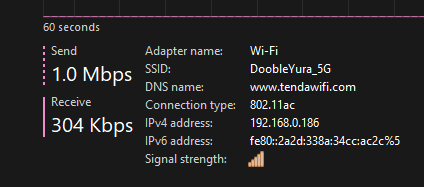 60 seconds
Send
1.0 Mbps
Receive
304 Kbps
Adapter name: Wi-Fi
SSID: DoobleYura_5G
DNS name: www.tendawifi.com
Connection type: 802.11ac
IPv4 address: 192.168.0.186
IPv6 address: fe80::2a2d:338a:34cc:ac2c%5
Signal strength: